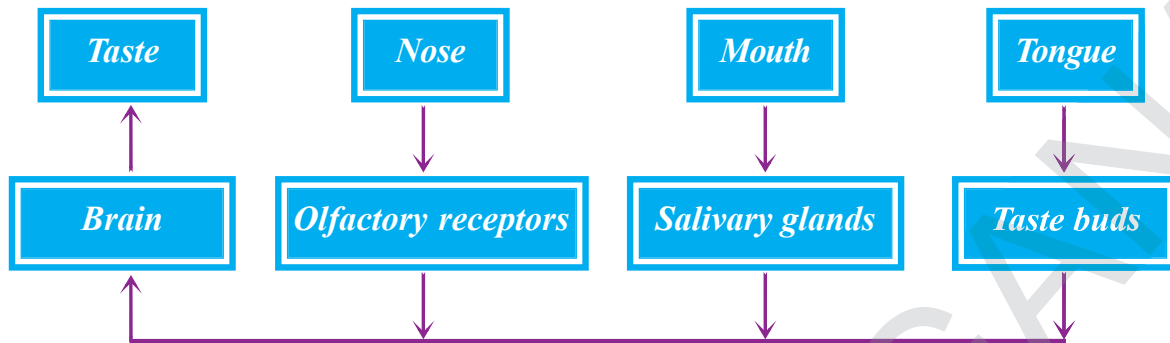 Taste
Nose
Mouth
Tongue
Brain
Olfactory receptors
Salivary glands
Taste buds